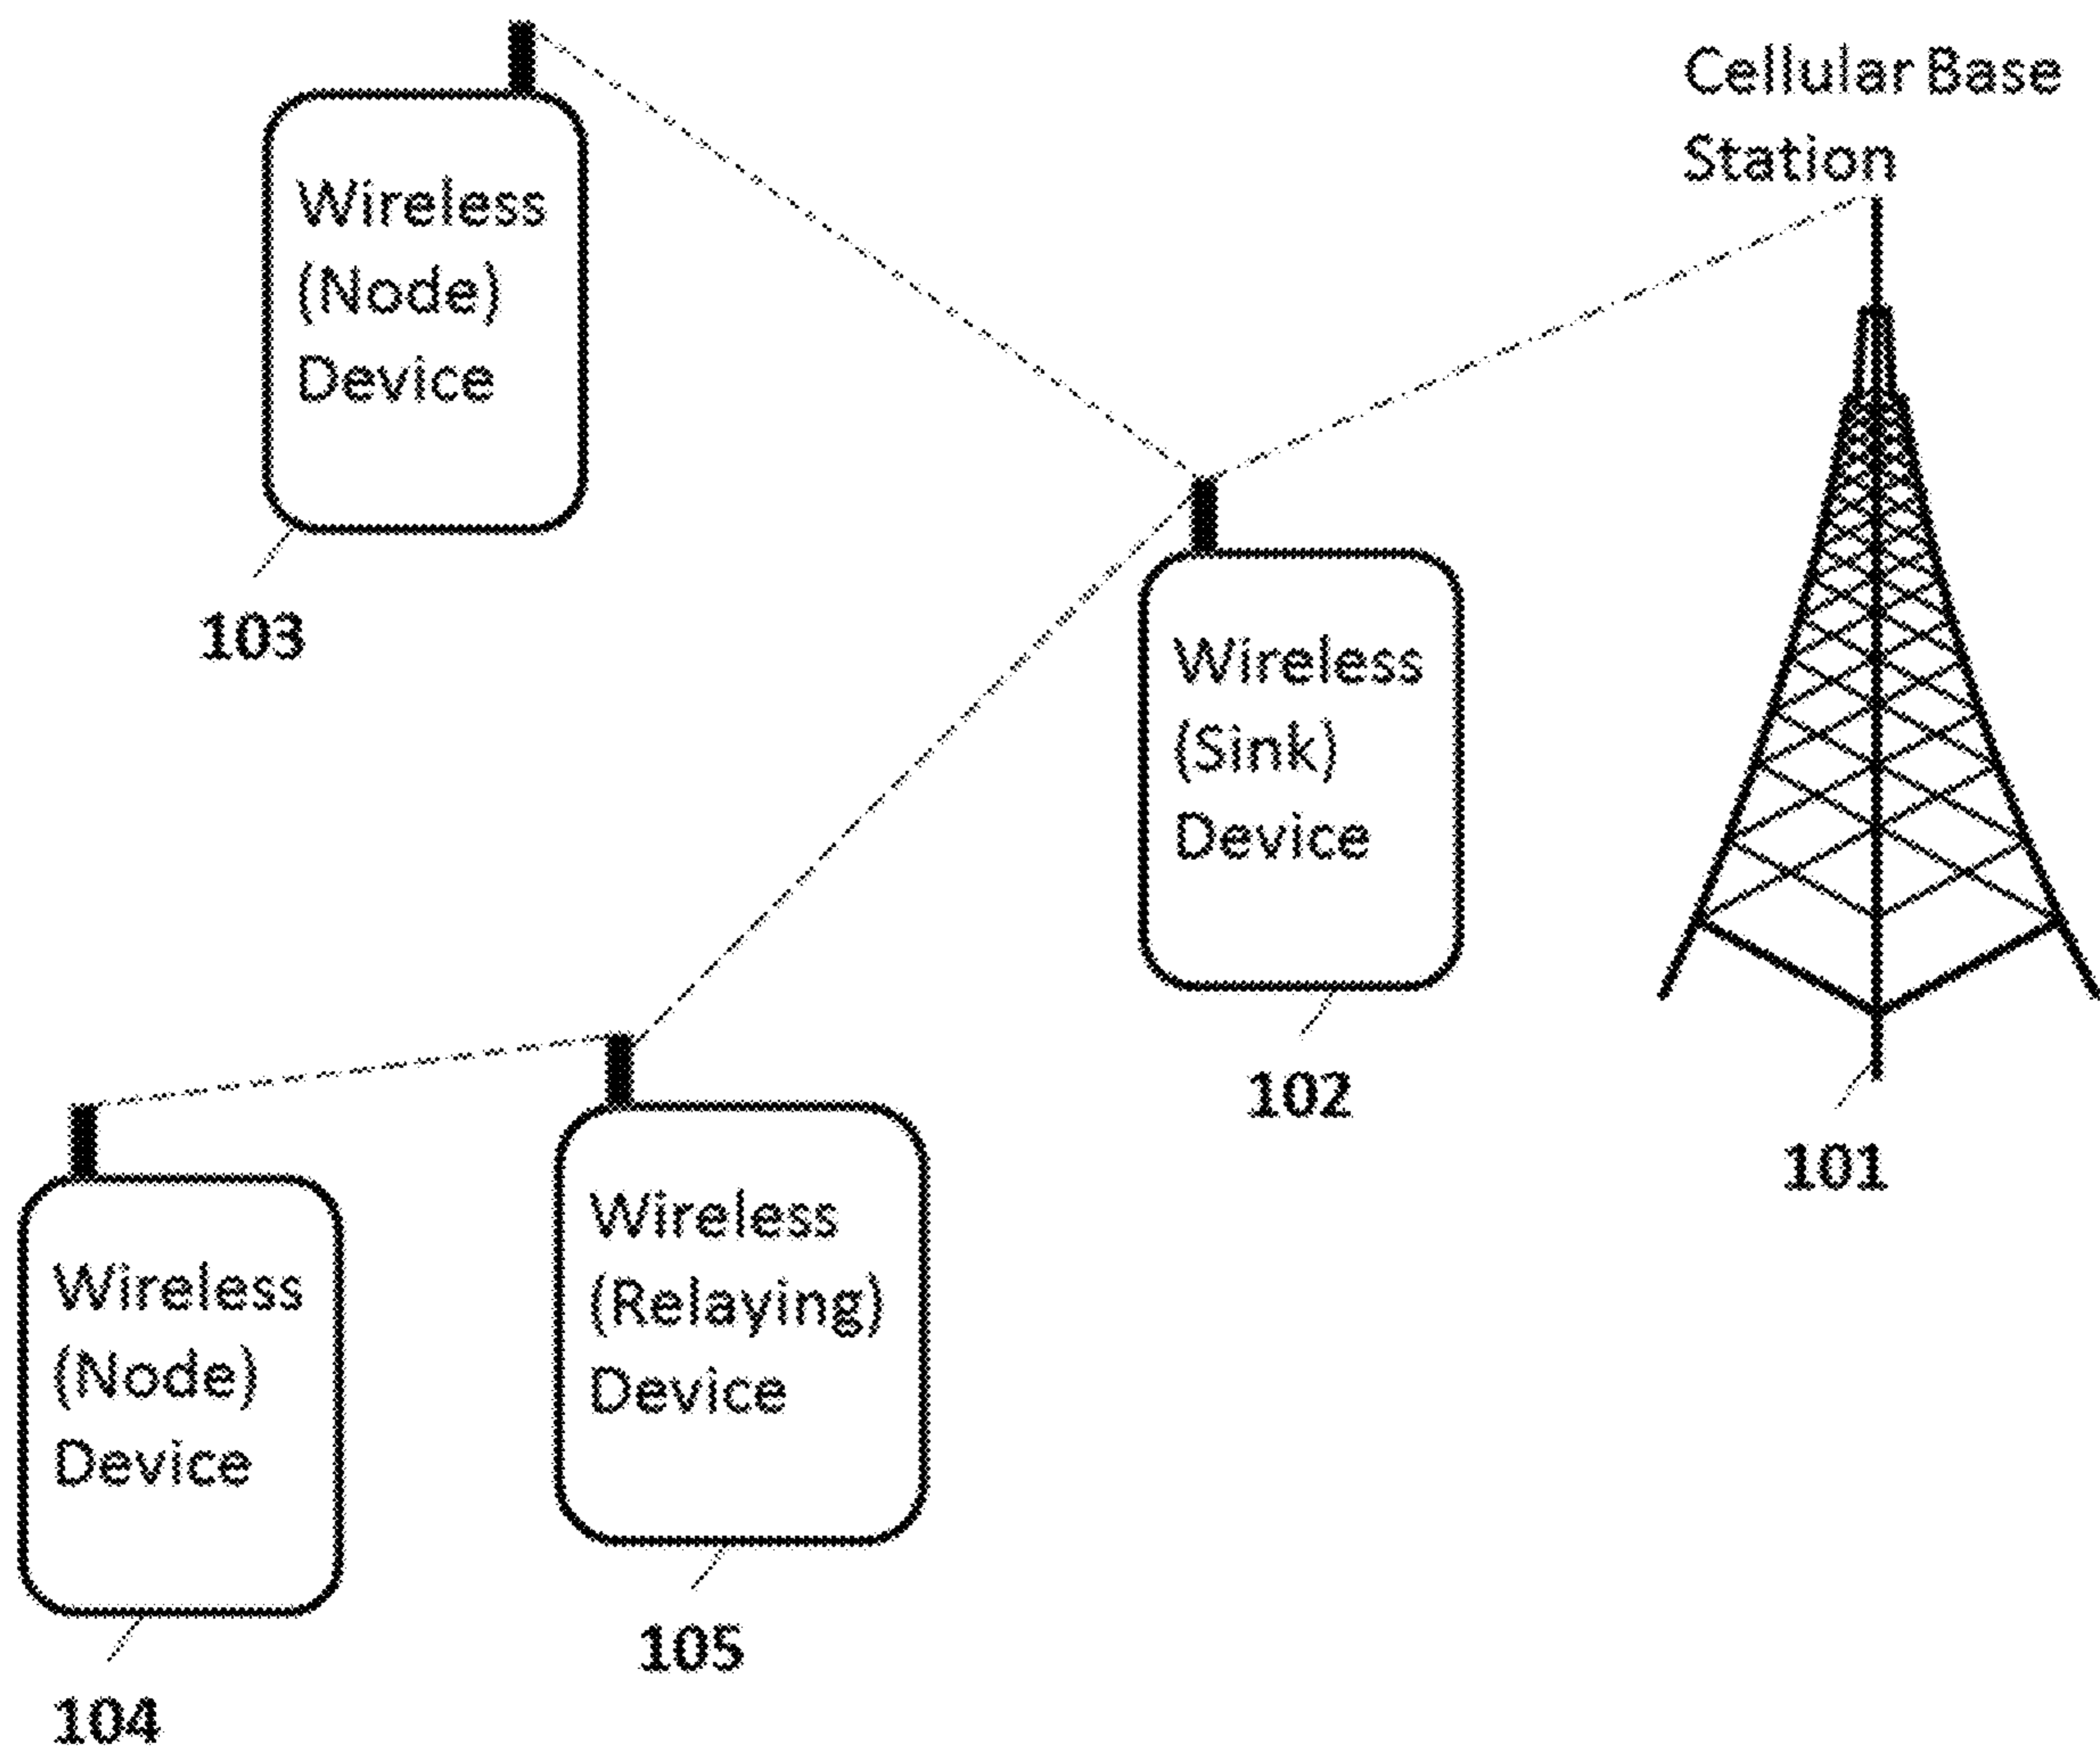 Cellular Base
Station
Wireless
(Node)
Device
103
Wireless
(Sink)
Device
102
101
Wireless
(Relaying)
Device
105
Wireless
(Node)
Device
104